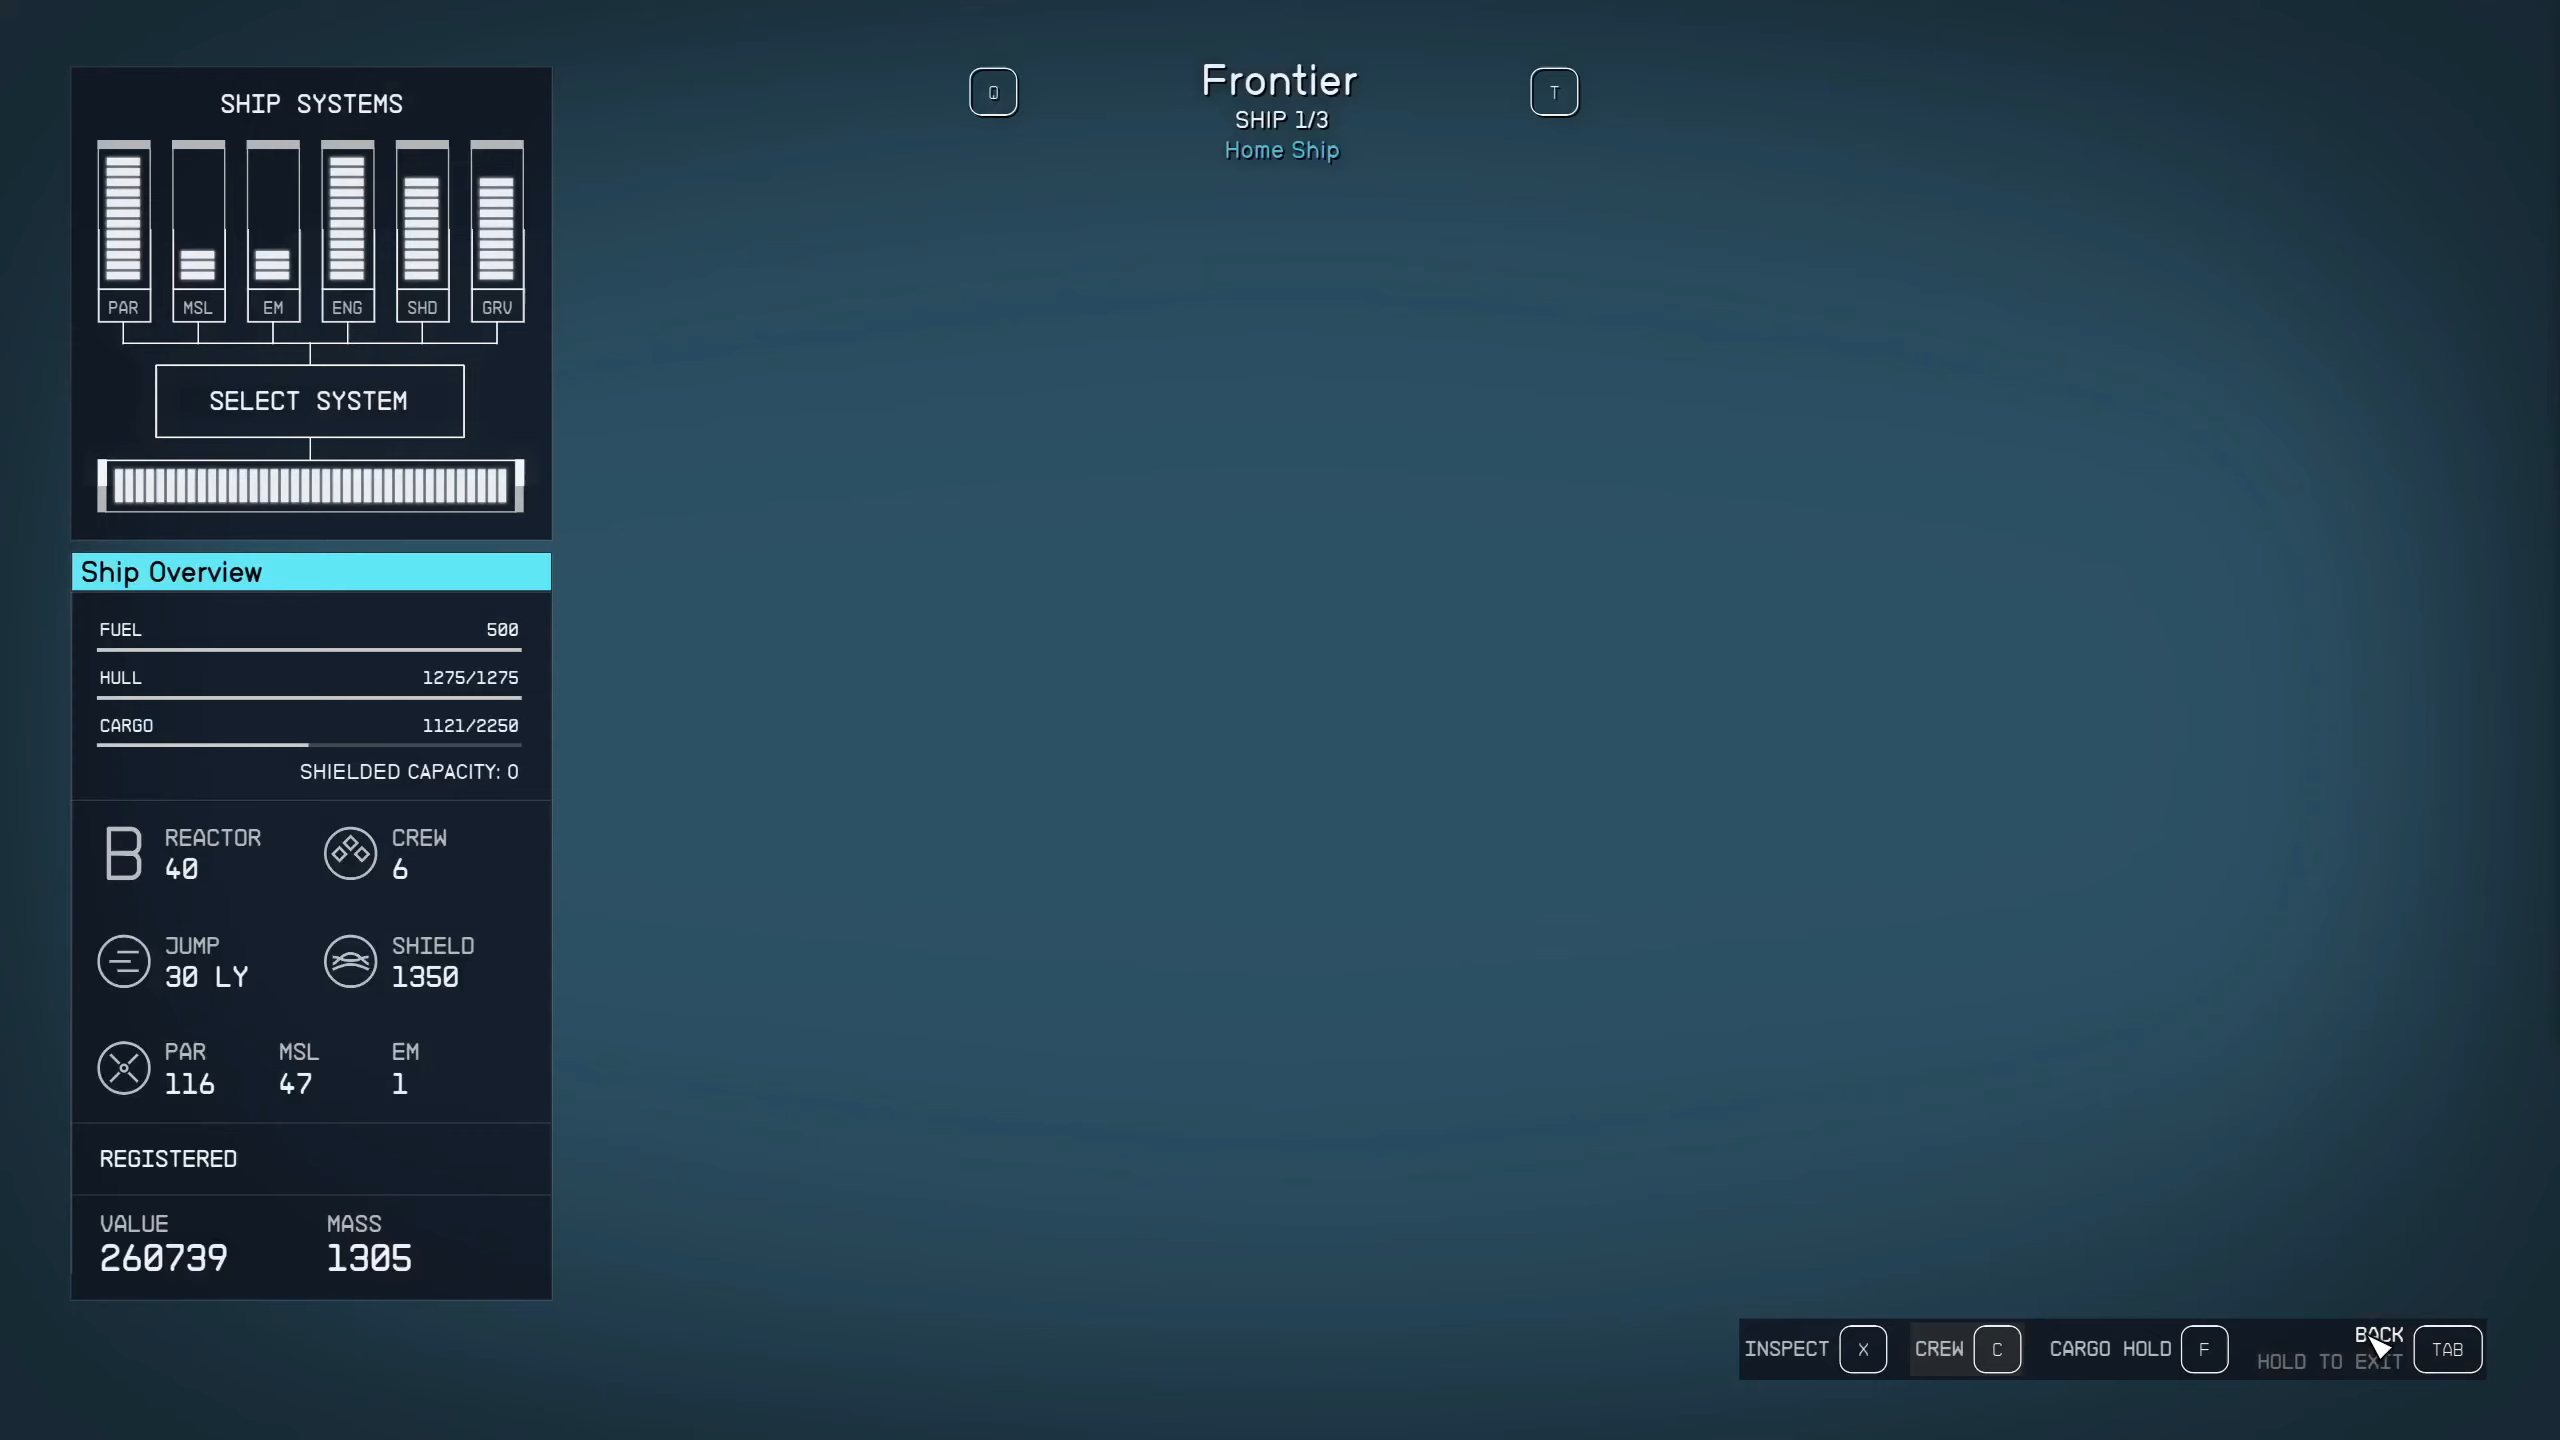 SHIP SYSTEMS
PAR MSL EM ENG SHD GRV
SELECT SYSTEM
Q
Frontier
T
SHIP 1/3
Home Ship
Ship Overview
FUEL 500
HULL 1275/1275
CARGO 1121/2250
SHIELDED CAPACITY: 0
B
REACTOR
40
CREW
6
JUMP
30 LY
SHIELD
1350
PAR MSL EM
116 47 1
REGISTERED
VALUE MASS
260739 1305
INSPECT X CREW C CARGO HOLD F BACK TAB
HOLD TO EXIT